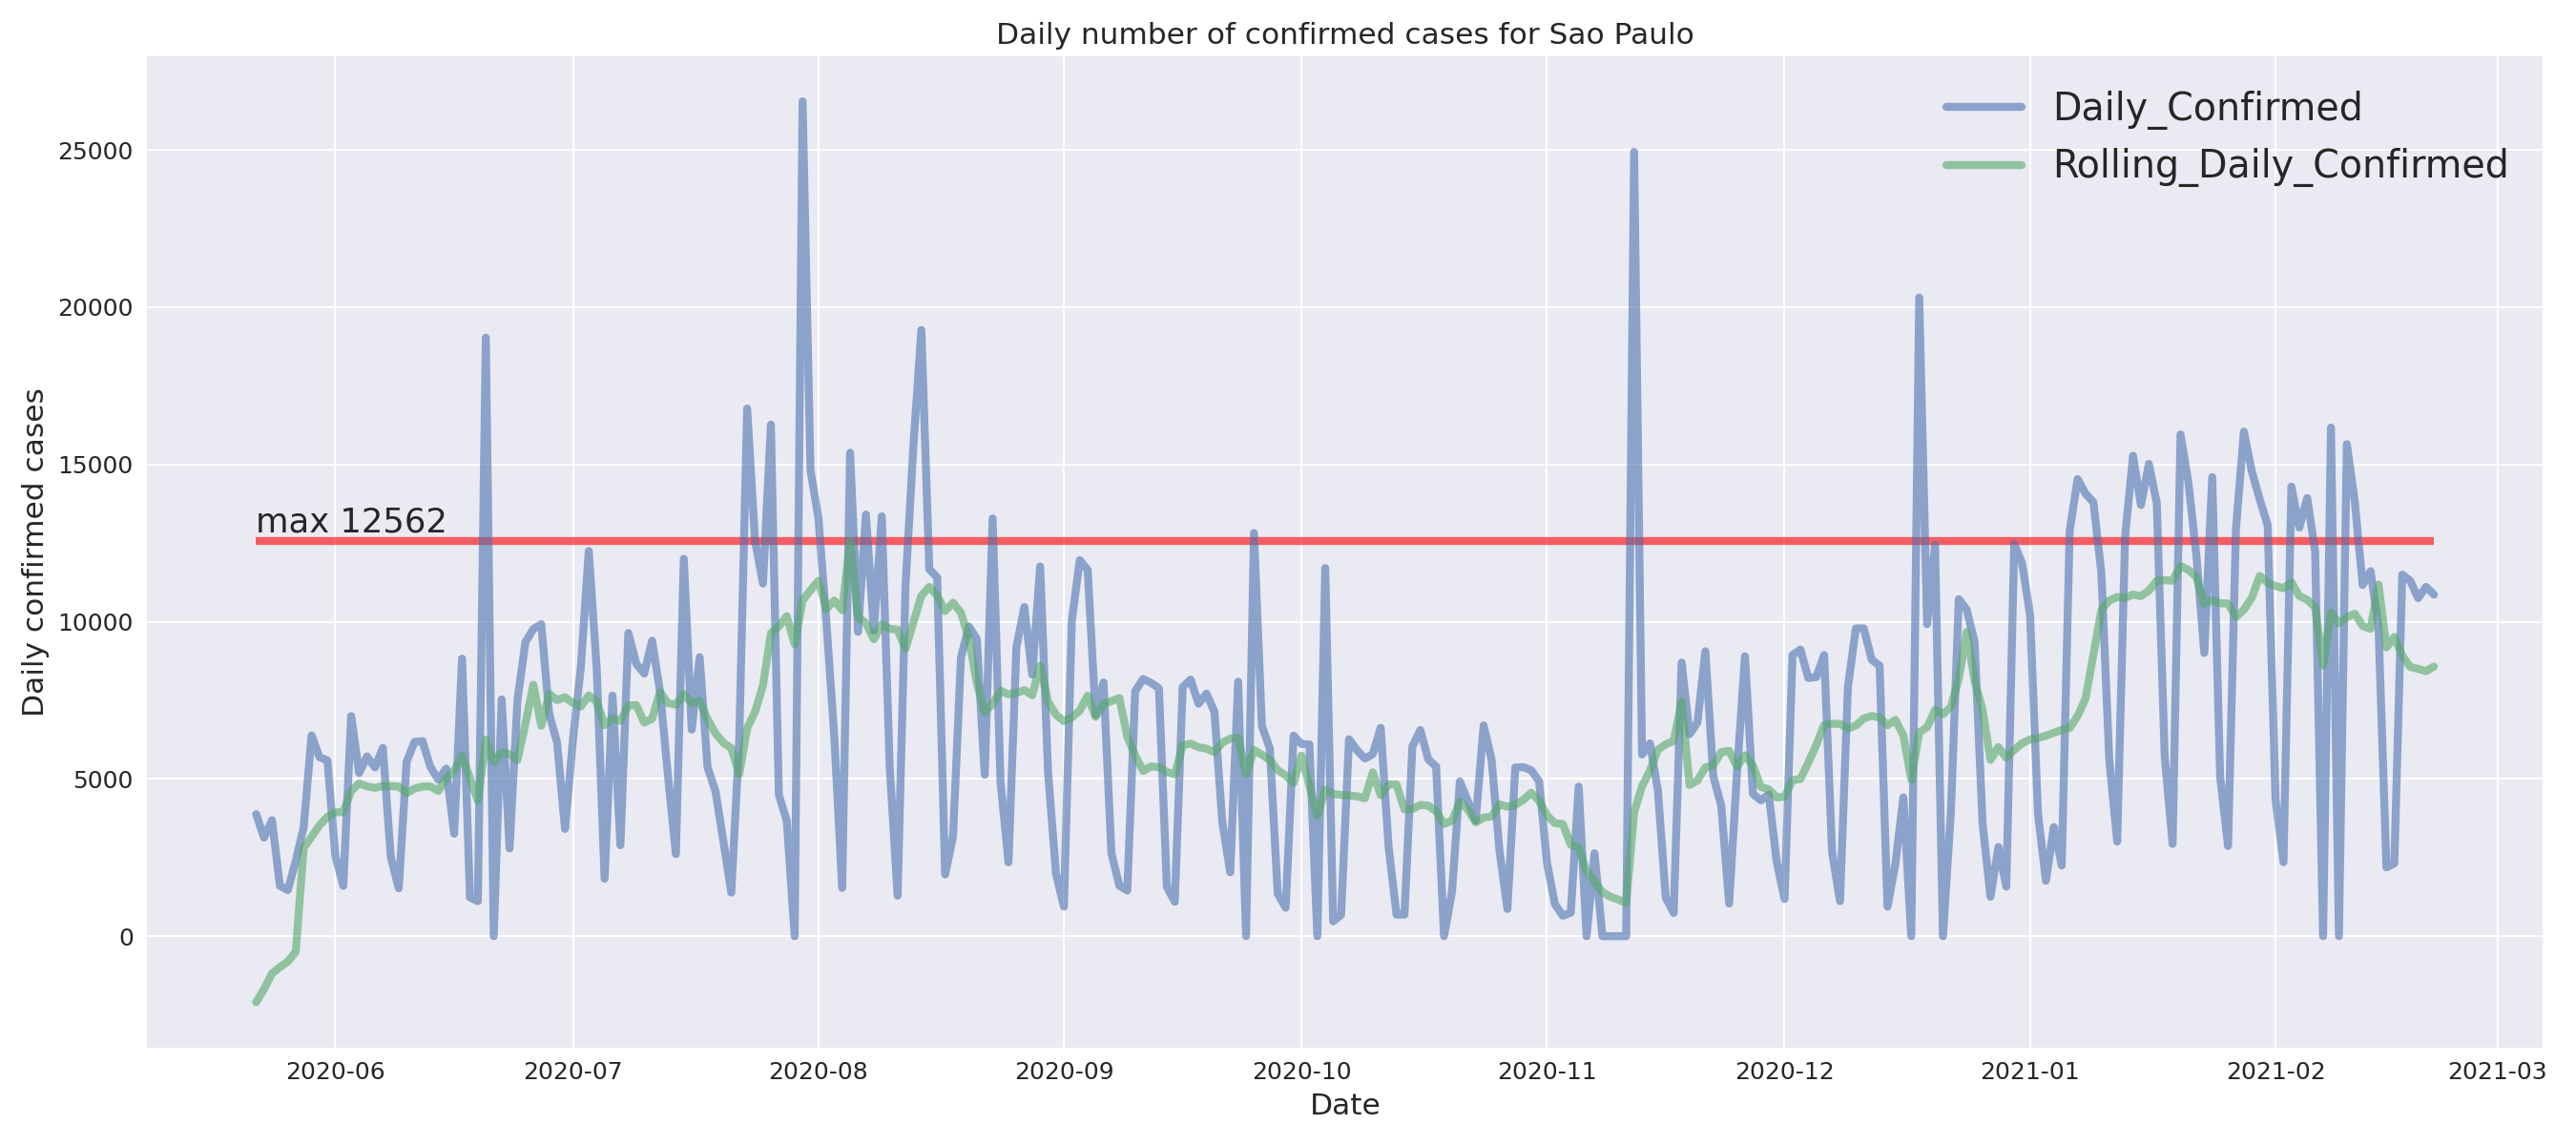 Daily number of confirmed cases for Sao Paulo
Daily_Confirmed
Rolling_Daily_Confirmed
25000
20000
15000
10000
5000
0
Daily confirmed cases
max 12562
2020-06 2020-07 2020-08 2020-09 2020-10 2020-11 2020-12 2021-01 2021-02 2021-03
Date